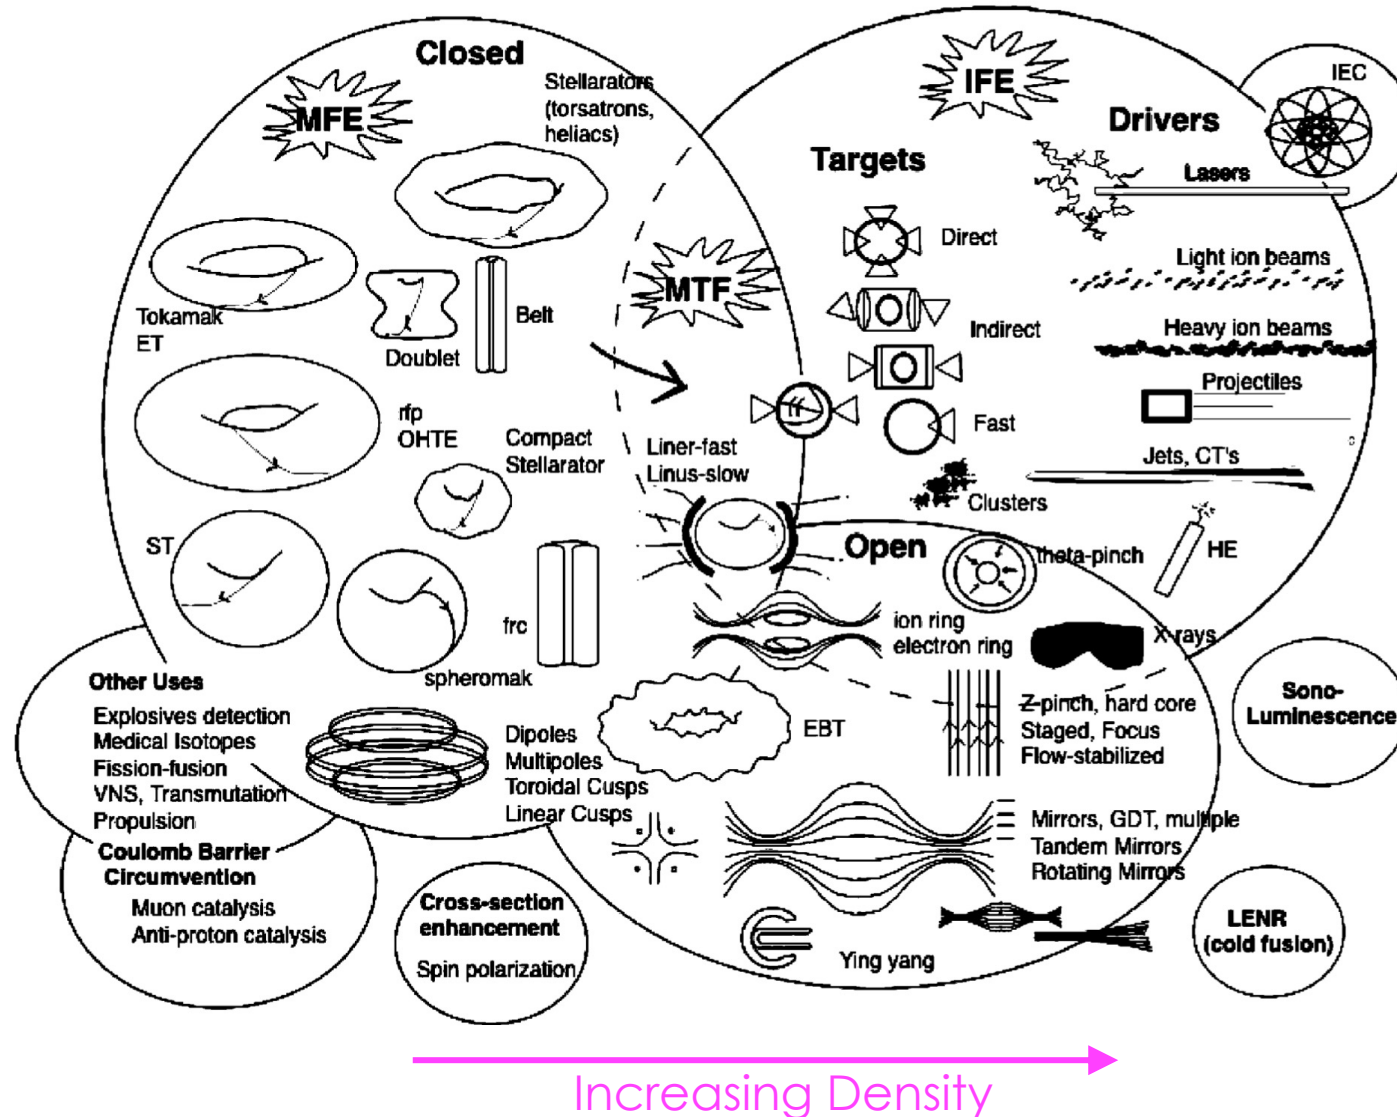 Closed
MFE
Stellarators
(torsatrons,
heliacs)
Tokamak
ET
Doublet
Belt
rfp
OHTE
Compact
Stellarator
ST
spheromak
frc
MTF
Liner-fast
Linus-slow
IFE
Targets
Direct
Indirect
Fast
Clusters
Drivers
IEC
Lasers
Light ion beams
Heavy ion beams
Projectiles
Jets, CT's
HE
X-rays
Open
theta-pinch
ion ring
electron ring
EBT
Z-pinch, hard core
Staged, Focus
Flow-stabilized
Mirrors, GDT, multiple
Tandem Mirrors
Rotating Mirrors
Ying yang
Dipoles
Multipoles
Toroidal Cusps
Linear Cusps
Other Uses
Explosives detection
Medical Isotopes
Fission-fusion
VNS, Transmutation
Propulsion
Coulomb Barrier
Circumvention
Muon catalysis
Anti-proton catalysis
Cross-section
enhancement
Spin polarization
Sono-
Luminescence
LENR
(cold fusion)
Increasing Density